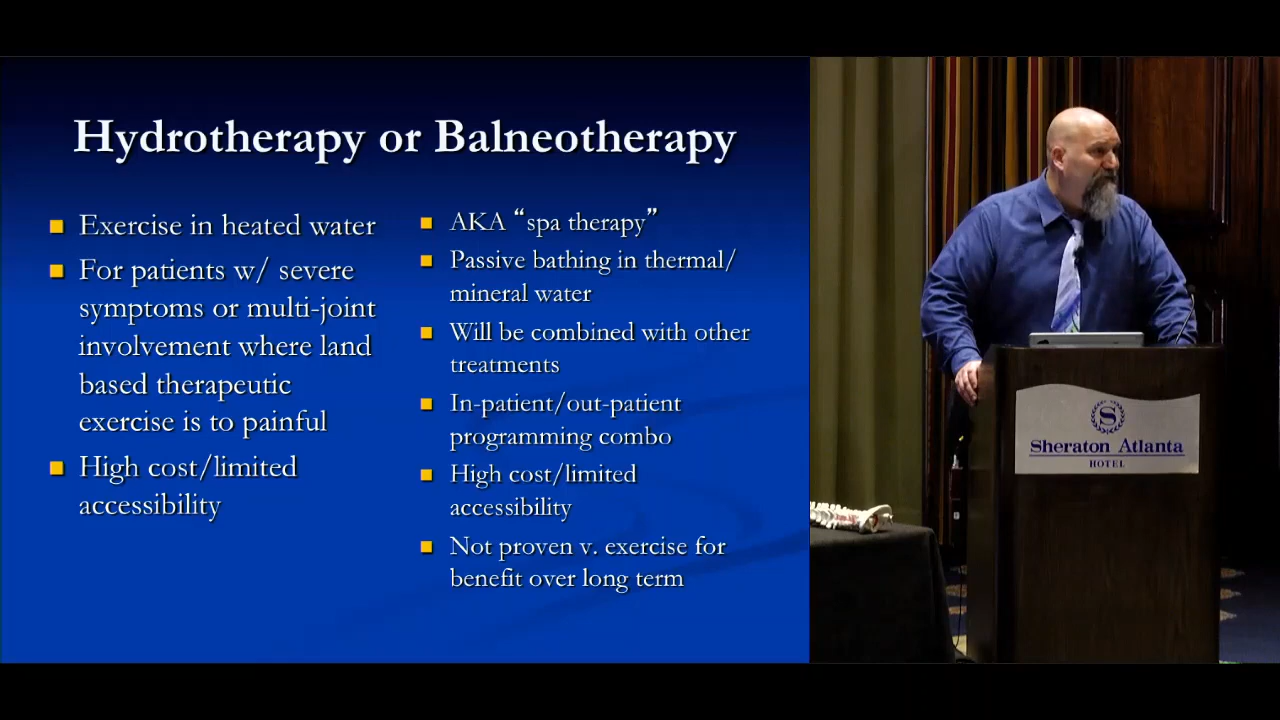 Hydrotherapy or Balneotherapy
Exercise in heated water
For patients w/ severe
symptoms or multi-joint
involvement where land
based therapeutic
exercise is to painful
High cost/limited
accessibility
AKA “spa therapy”
Passive bathing in thermal/
mineral water
Will be combined with other
treatments
In-patient/out-patient
programming combo
High cost/limited
accessibility
Not proven v. exercise for
benefit over long term
S
Sheraton Atlanta
HOTEL